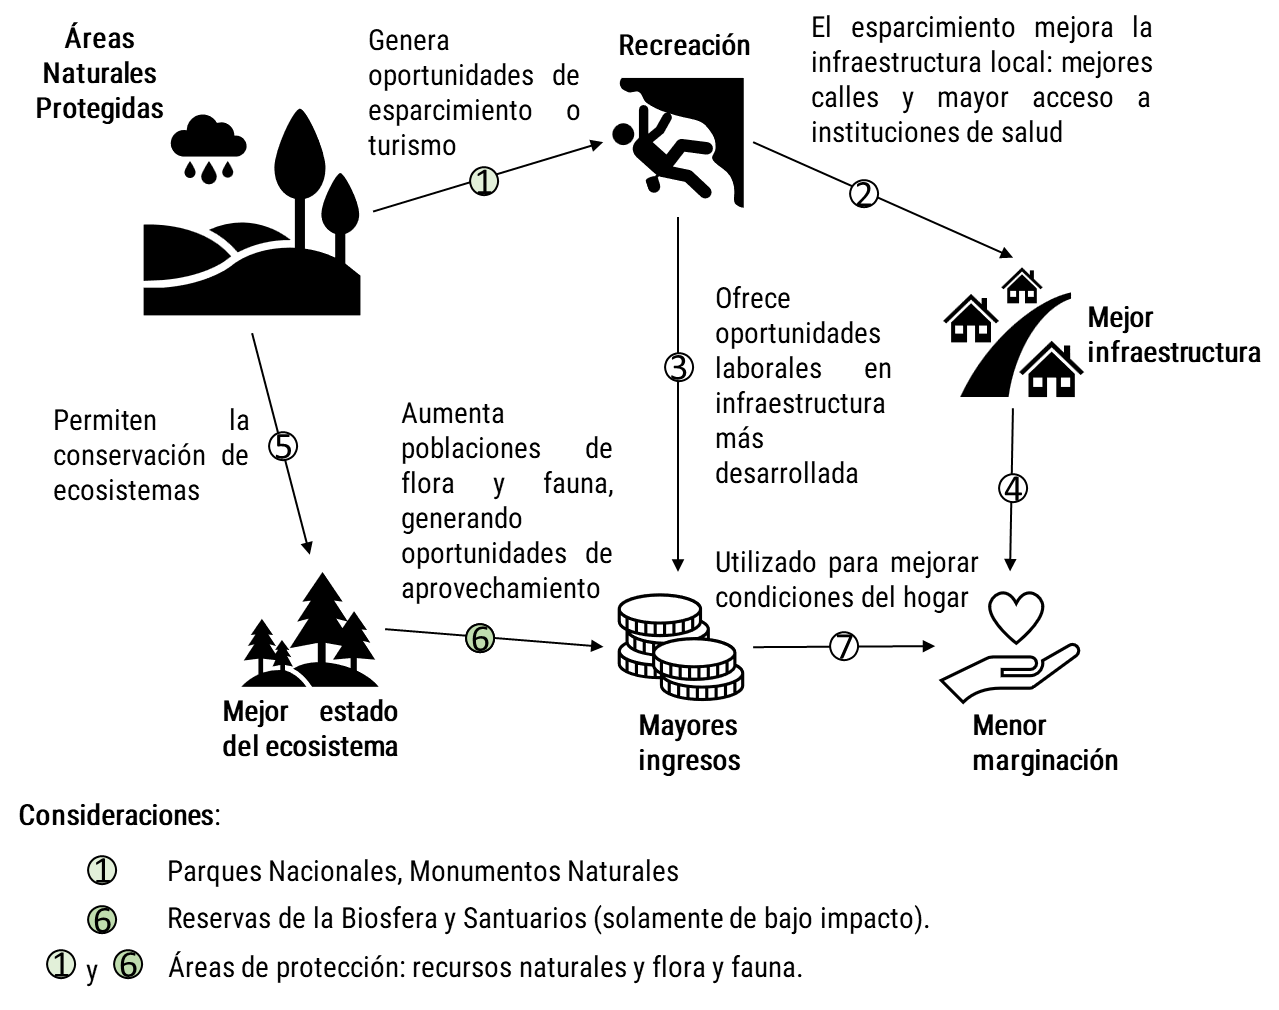 Áreas
Naturales
Protegidas
Genera
oportunidades de
esparcimiento o
turismo
1
Recreación
El esparcimiento mejora la
infraestructura local: mejores
calles y mayor acceso a
instituciones de salud
2
Mejor
infraestructura
Ofrece
oportunidades
laborales en
infraestructura
más
desarrollada
3
4
Permiten la
conservación de
ecosistemas
5
Aumenta
poblaciones de
flora y fauna,
generando
oportunidades de
aprovechamiento
6
Utilizado para mejorar
condiciones del hogar
7
Mejor estado
del ecosistema
Mayores
ingresos
Menor
marginación
Consideraciones:
1 Parques Nacionales, Monumentos Naturales
6 Reservas de la Biosfera y Santuarios (solamente de bajo impacto).
1 y 6 Áreas de protección: recursos naturales y flora y fauna.